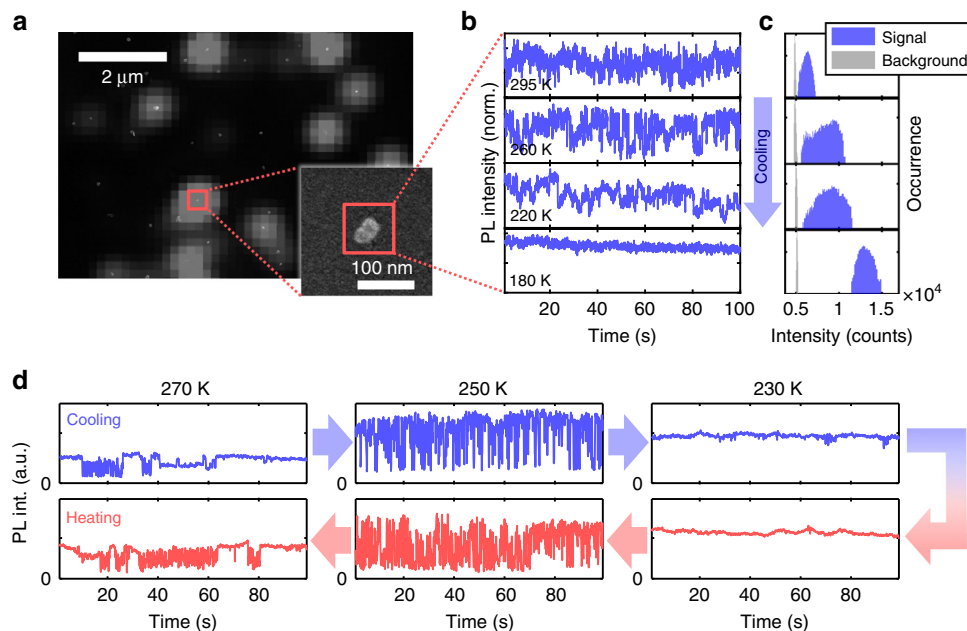 a
2 μm
100 nm
b
PL intensity (norm.)
295 K
260 K
220 K
180 K
20 40 60 80 100
Time (s)
Cooling
c
Signal
Background
Occurrence
0.5 1 1.5
×10⁴
Intensity (counts)
d
270 K 250 K 230 K
PL int. (a.u.)
Cooling
0 0 0
Heating
0 0 0
20 40 60 80 20 40 60 80 20 40 60 80
Time (s) Time (s) Time (s)